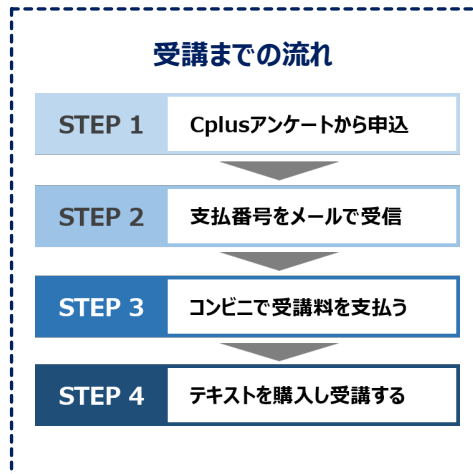 受講までの流れ
STEP 1 Cplusアンケートから申込
STEP 2 支払番号をメールで受信
STEP 3 コンビニで受講料を支払う
STEP 4 テキストを購入し受講する